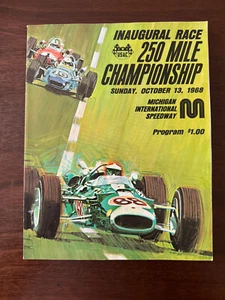 INAUGURAL RACE
USAC
250 MILE
CHAMPIONSHIP
SUNDAY, OCTOBER 13, 1968
MICHIGAN
INTERNATIONAL
SPEEDWAY
Program $1.00